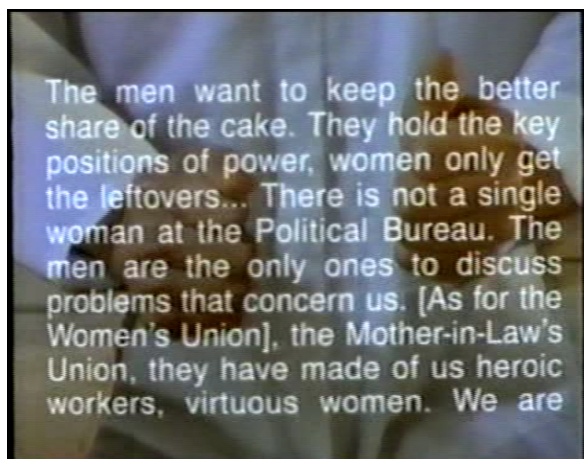 The men want to keep the better
share of the cake. They hold the key
positions of power, women only get
the leftovers... There is not a single
woman at the Political Bureau. The
men are the only ones to discuss
problems that concern us. [As for the
Women's Union], the Mother-in-Law's
Union, they have made of us heroic
workers, virtuous women. We are